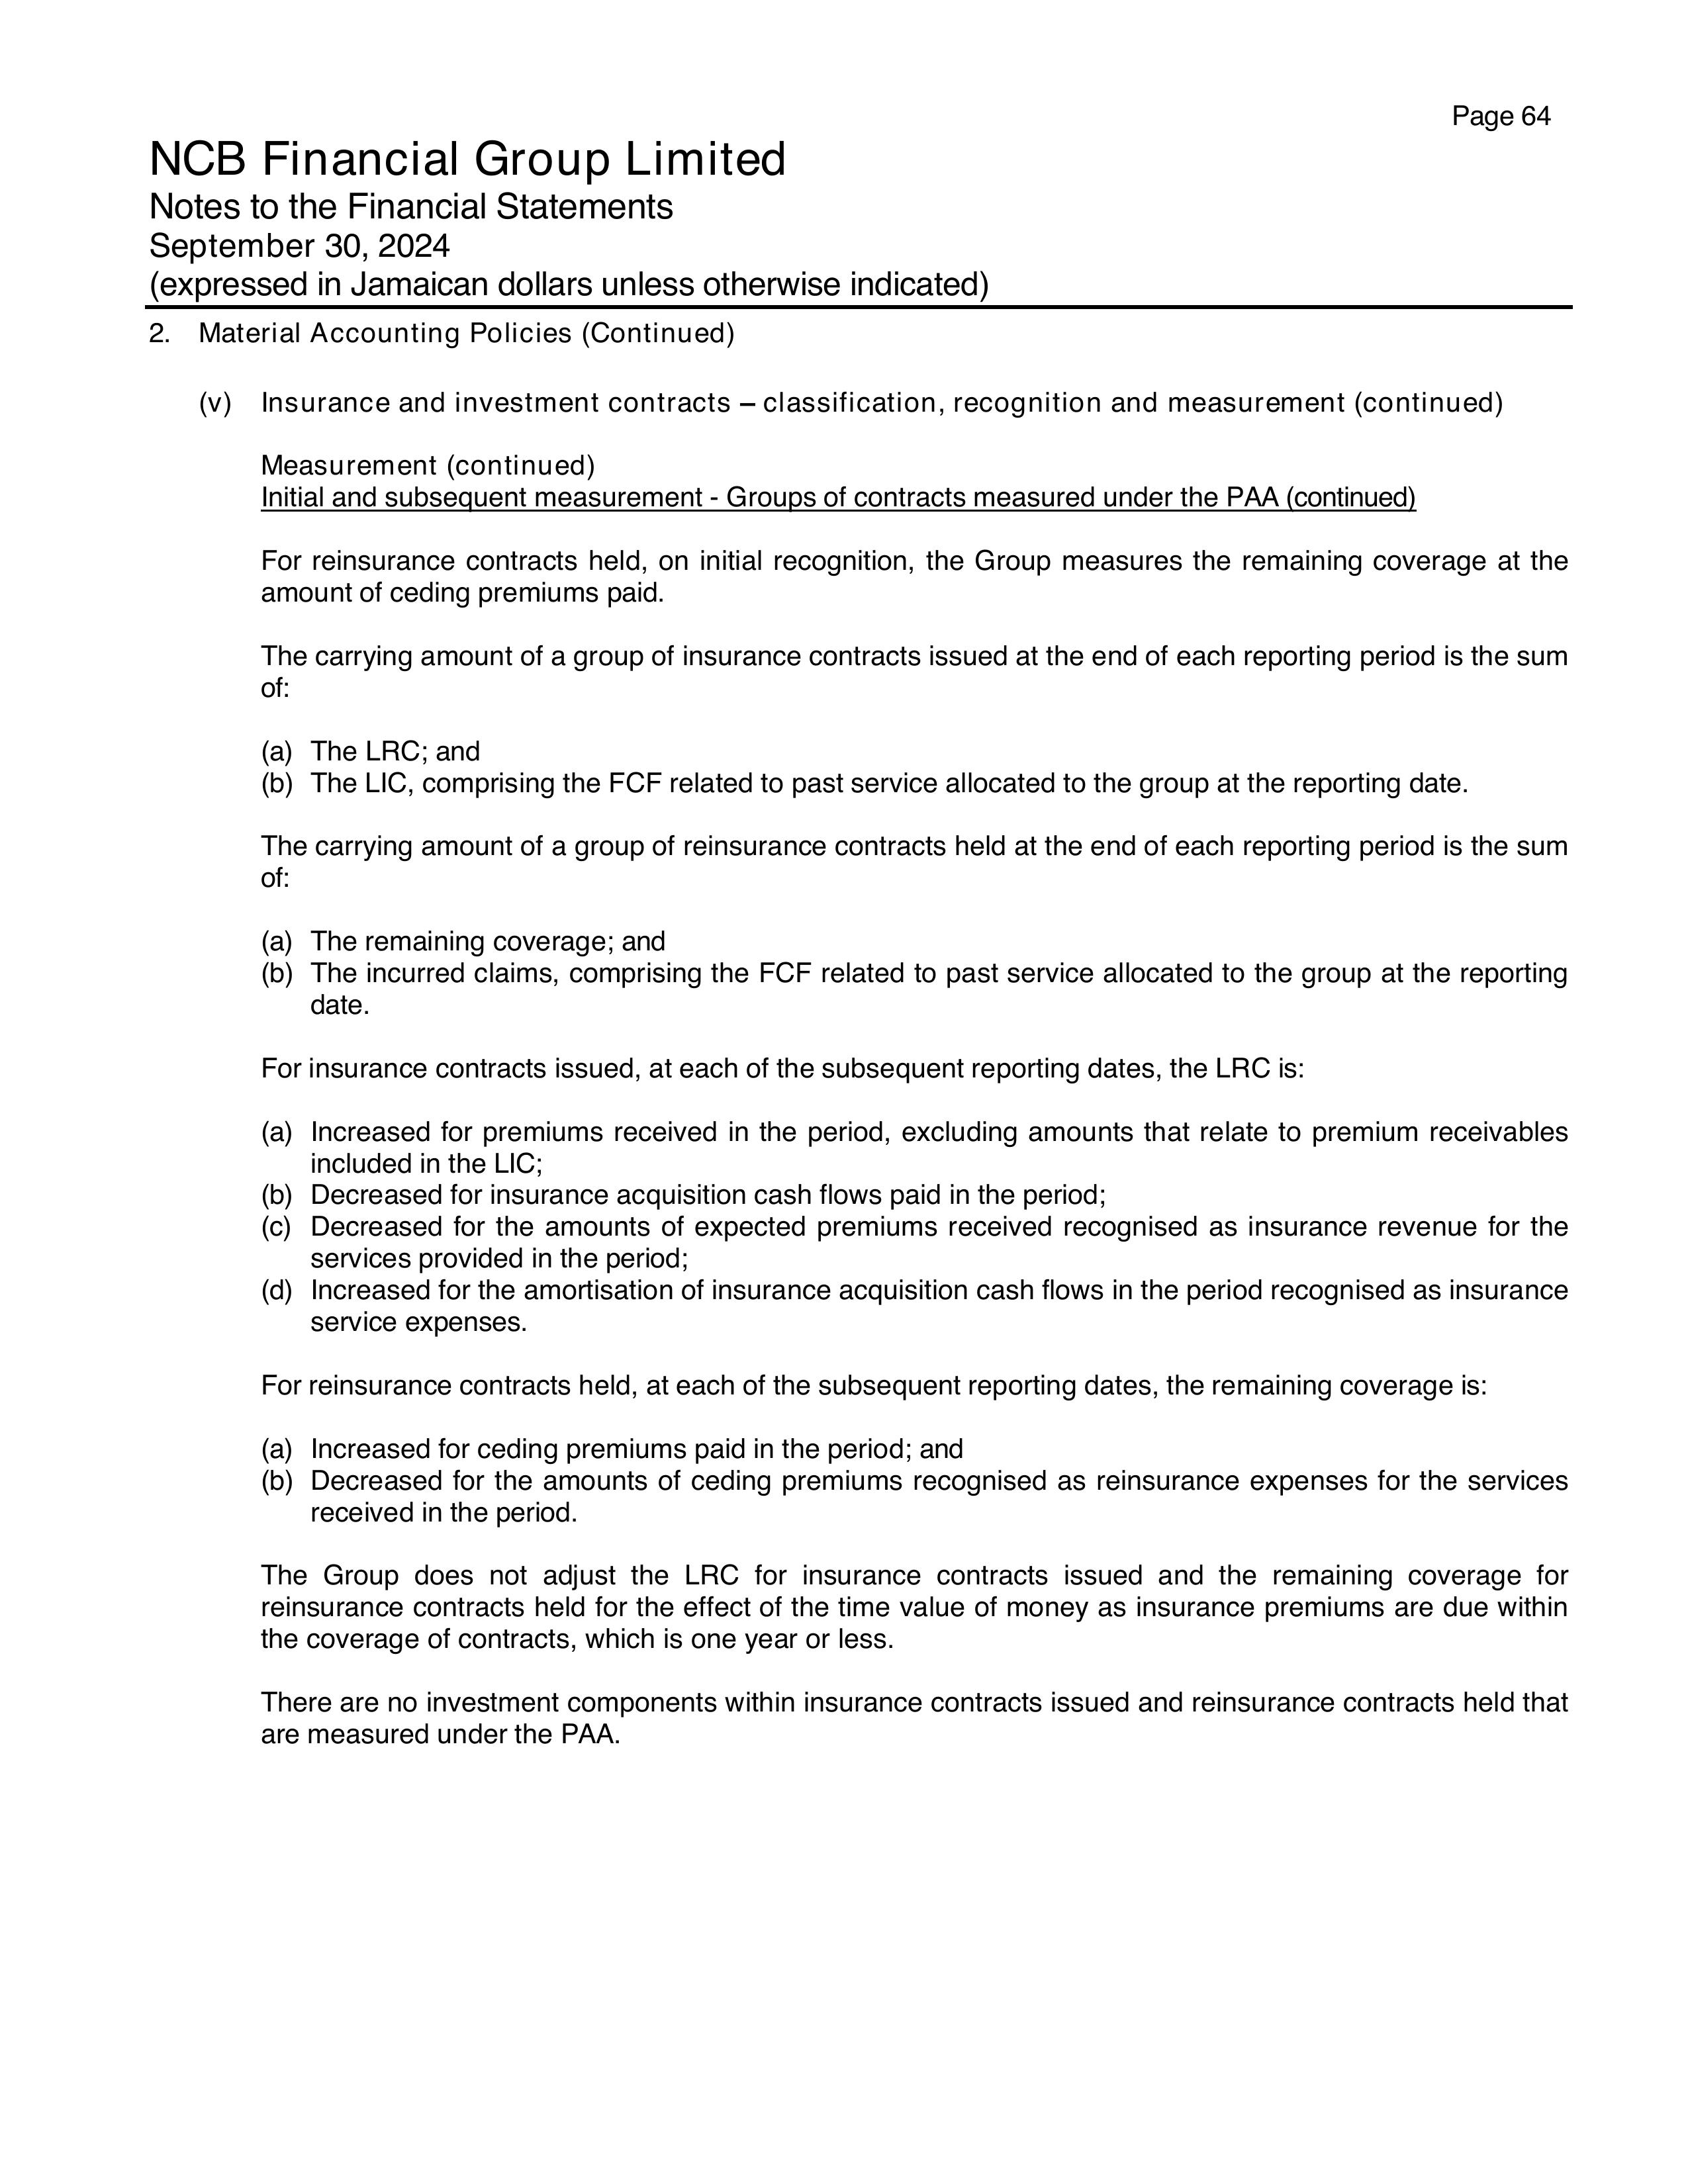 Page 64
NCB Financial Group Limited
Notes to the Financial Statements
September 30, 2024
(expressed in Jamaican dollars unless otherwise indicated)
2. Material Accounting Policies (Continued)
(v) Insurance and investment contracts – classification, recognition and measurement (continued)
Measurement (continued)
Initial and subsequent measurement - Groups of contracts measured under the PAA (continued)
For reinsurance contracts held, on initial recognition, the Group measures the remaining coverage at the
amount of ceding premiums paid.
The carrying amount of a group of insurance contracts issued at the end of each reporting period is the sum
of:
(a) The LRC; and
(b) The LIC, comprising the FCF related to past service allocated to the group at the reporting date.
The carrying amount of a group of reinsurance contracts held at the end of each reporting period is the sum
of:
(a) The remaining coverage; and
(b) The incurred claims, comprising the FCF related to past service allocated to the group at the reporting
date.
For insurance contracts issued, at each of the subsequent reporting dates, the LRC is:
(a) Increased for premiums received in the period, excluding amounts that relate to premium receivables
included in the LIC;
(b) Decreased for insurance acquisition cash flows paid in the period;
(c) Decreased for the amounts of expected premiums received recognised as insurance revenue for the
services provided in the period;
(d) Increased for the amortisation of insurance acquisition cash flows in the period recognised as insurance
service expenses.
For reinsurance contracts held, at each of the subsequent reporting dates, the remaining coverage is:
(a) Increased for ceding premiums paid in the period; and
(b) Decreased for the amounts of ceding premiums recognised as reinsurance expenses for the services
received in the period.
The Group does not adjust the LRC for insurance contracts issued and the remaining coverage for
reinsurance contracts held for the effect of the time value of money as insurance premiums are due within
the coverage of contracts, which is one year or less.
There are no investment components within insurance contracts issued and reinsurance contracts held that
are measured under the PAA.